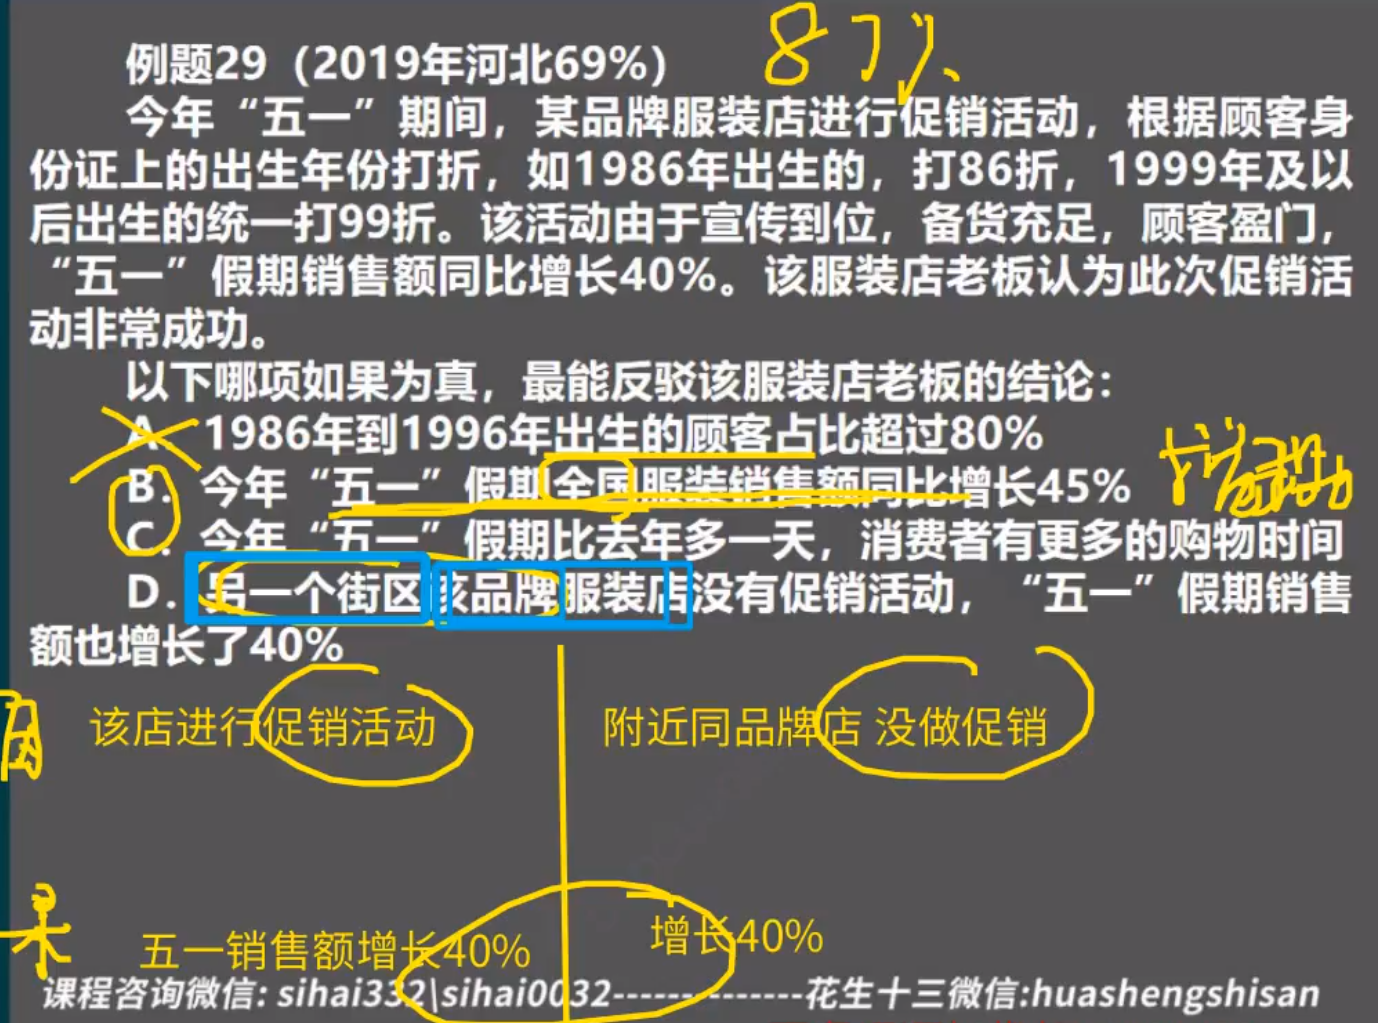 例题29（2019年河北69%）
87%
今年“五一”期间，某品牌服装店进行促销活动，根据顾客身
份证上的出生年份打折，如1986年出生的，打86折，1999年及以
后出生的统一打99折。该活动由于宣传到位，备货充足，顾客盈门，
“五一”假期销售额同比增长40%。该服装店老板认为此次促销活
动非常成功。
以下哪项如果为真，最能反驳该服装店老板的结论：
A. 1986年到1996年出生的顾客占比超过80%
B. 今年“五一”假期全国服装销售额同比增长45%
C. 今年“五一”假期比去年多一天，消费者有更多的购物时间
D. 另一个街区该品牌服装店没有促销活动，“五一”假期销售
额也增长了40%
因
该店进行促销活动
附近同品牌店 没做促销
果
五一销售额增长40%
增长40%
课程咨询微信: sihai332\sihai0032-------------花生十三微信:huashengshisan